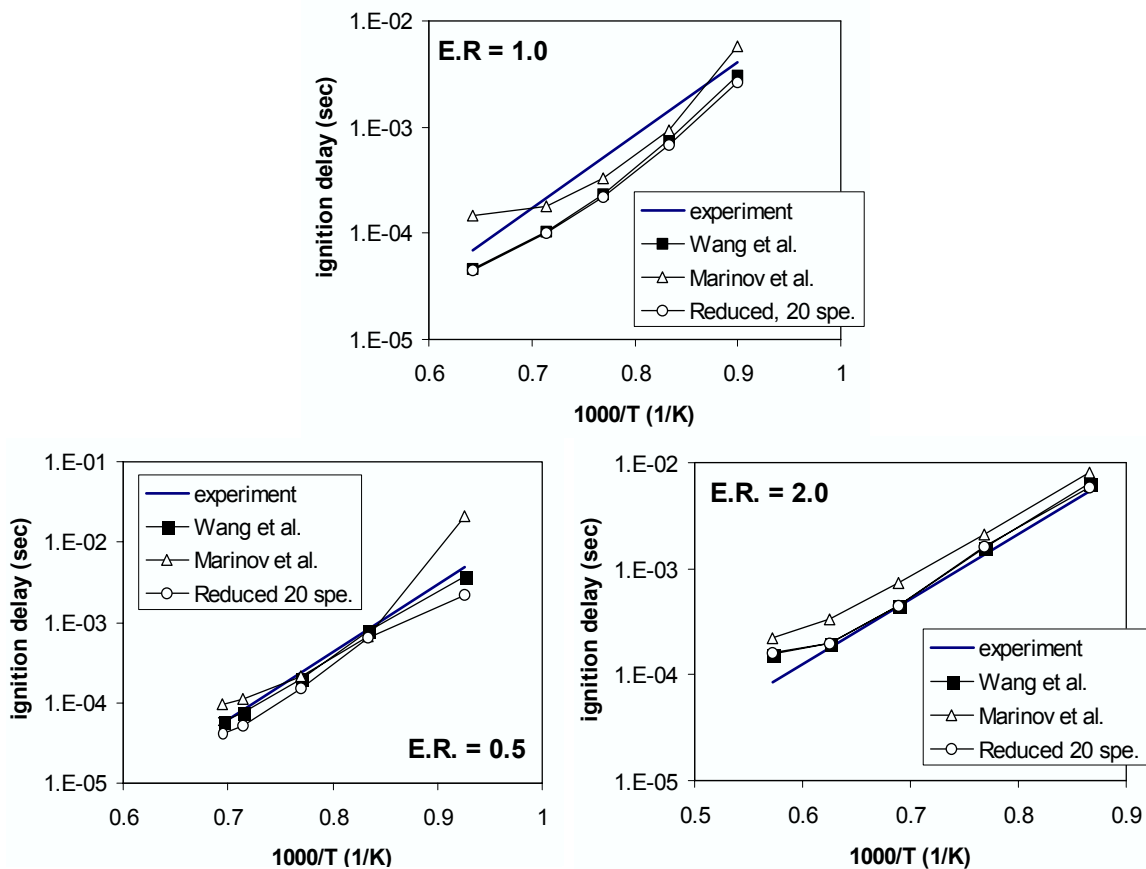 E.R = 1.0
ignition delay (sec)
1.E-02
1.E-03
1.E-04
1.E-05
experiment
Wang et al.
Marinov et al.
Reduced, 20 spe.
0.6 0.7 0.8 0.9 1
1000/T (1/K)
ignition delay (sec)
1.E-01
1.E-02
1.E-03
1.E-04
1.E-05
experiment
Wang et al.
Marinov et al.
Reduced 20 spe.
E.R. = 0.5
0.6 0.7 0.8 0.9 1
1000/T (1/K)
ignition delay (sec)
1.E-02
1.E-03
1.E-04
1.E-05
E.R. = 2.0
experiment
Wang et al.
Marinov et al.
Reduced 20 spe.
0.5 0.6 0.7 0.8 0.9
1000/T (1/K)